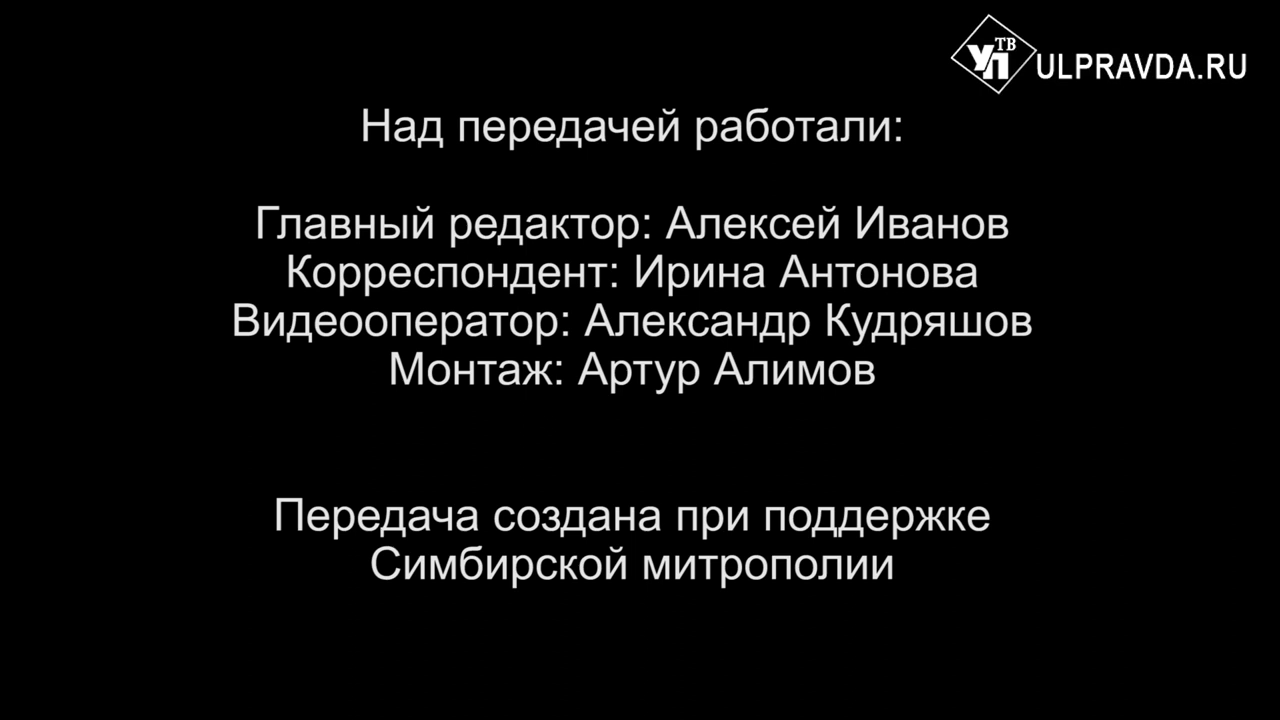 УП ТВ
ULPRAVDA.RU
Над передачей работали:
Главный редактор: Алексей Иванов
Корреспондент: Ирина Антонова
Видеооператор: Александр Кудряшов
Монтаж: Артур Алимов
Передача создана при поддержке
Симбирской митрополии